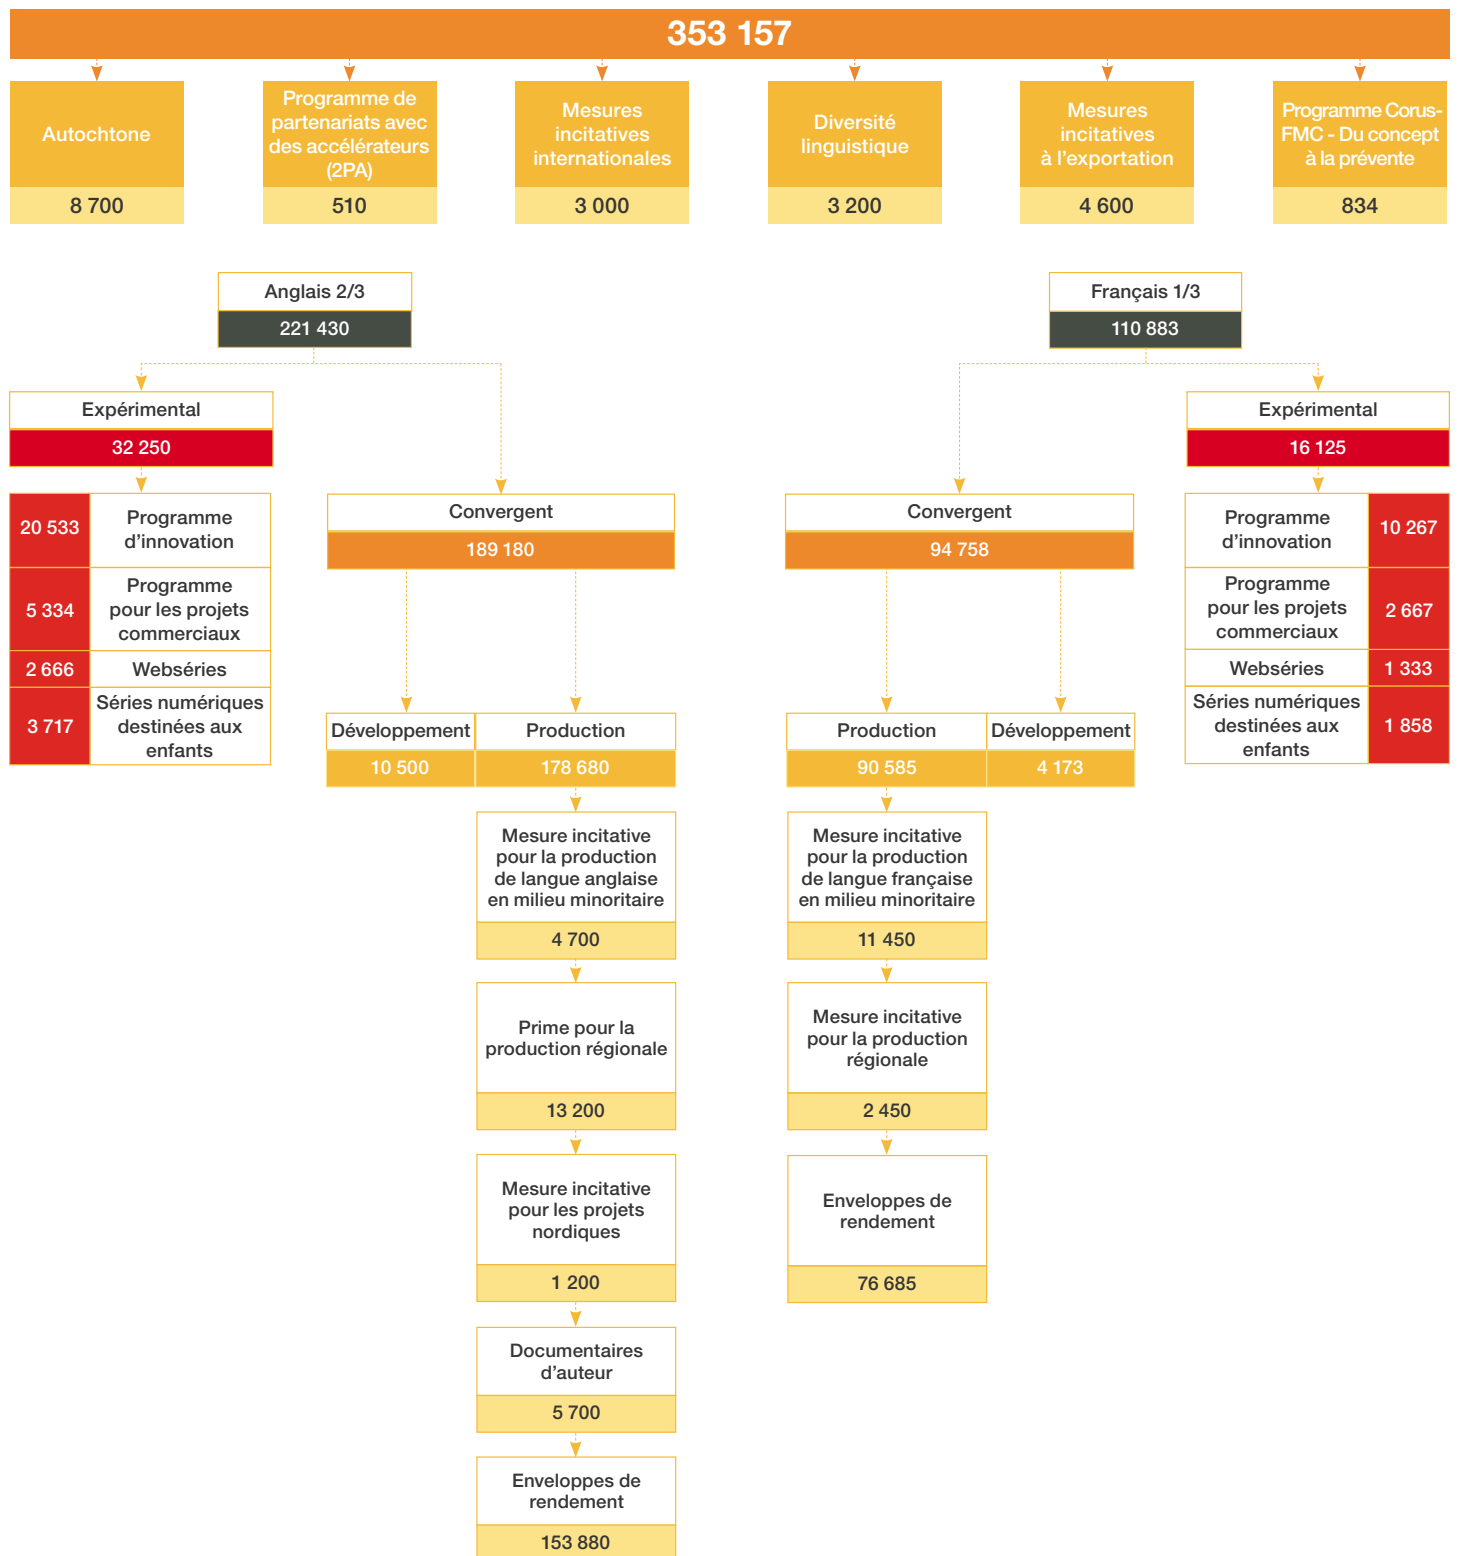 353 157
Autochtone
8 700
Programme de
partenariats avec
des accélérateurs
(2PA)
510
Mesures
incitatives
internationales
3 000
Diversité
linguistique
3 200
Mesures
incitatives
à l'exportation
4 600
Programme Corus-
FMC - Du concept
à la prévente
834
Anglais 2/3
221 430
Expérimental
32 250
20 533
Programme
d'innovation
5 334
Programme
pour les projets
commerciaux
2 666
Webséries
3 717
Séries numériques
destinées aux
enfants
Convergent
189 180
Développement
10 500
Production
178 680
Mesure incitative
pour la production
de langue anglaise
en milieu minoritaire
4 700
Prime pour la
production régionale
13 200
Mesure incitative
pour les projets
nordiques
1 200
Documentaires
d'auteur
5 700
Enveloppes de
rendement
153 880
Français 1/3
110 883
Convergent
94 758
Production
90 585
Développement
4 173
Mesure incitative
pour la production
de langue française
en milieu minoritaire
11 450
Mesure incitative
pour la production
régionale
2 450
Enveloppes de
rendement
76 685
Expérimental
16 125
Programme
d'innovation
10 267
Programme
pour les projets
commerciaux
2 667
Webséries
1 333
Séries numériques
destinées aux
enfants
1 858